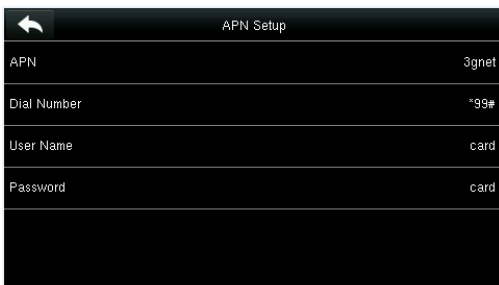 APN Setup
APN 3gnet
Dial Number *99#
User Name card
Password card